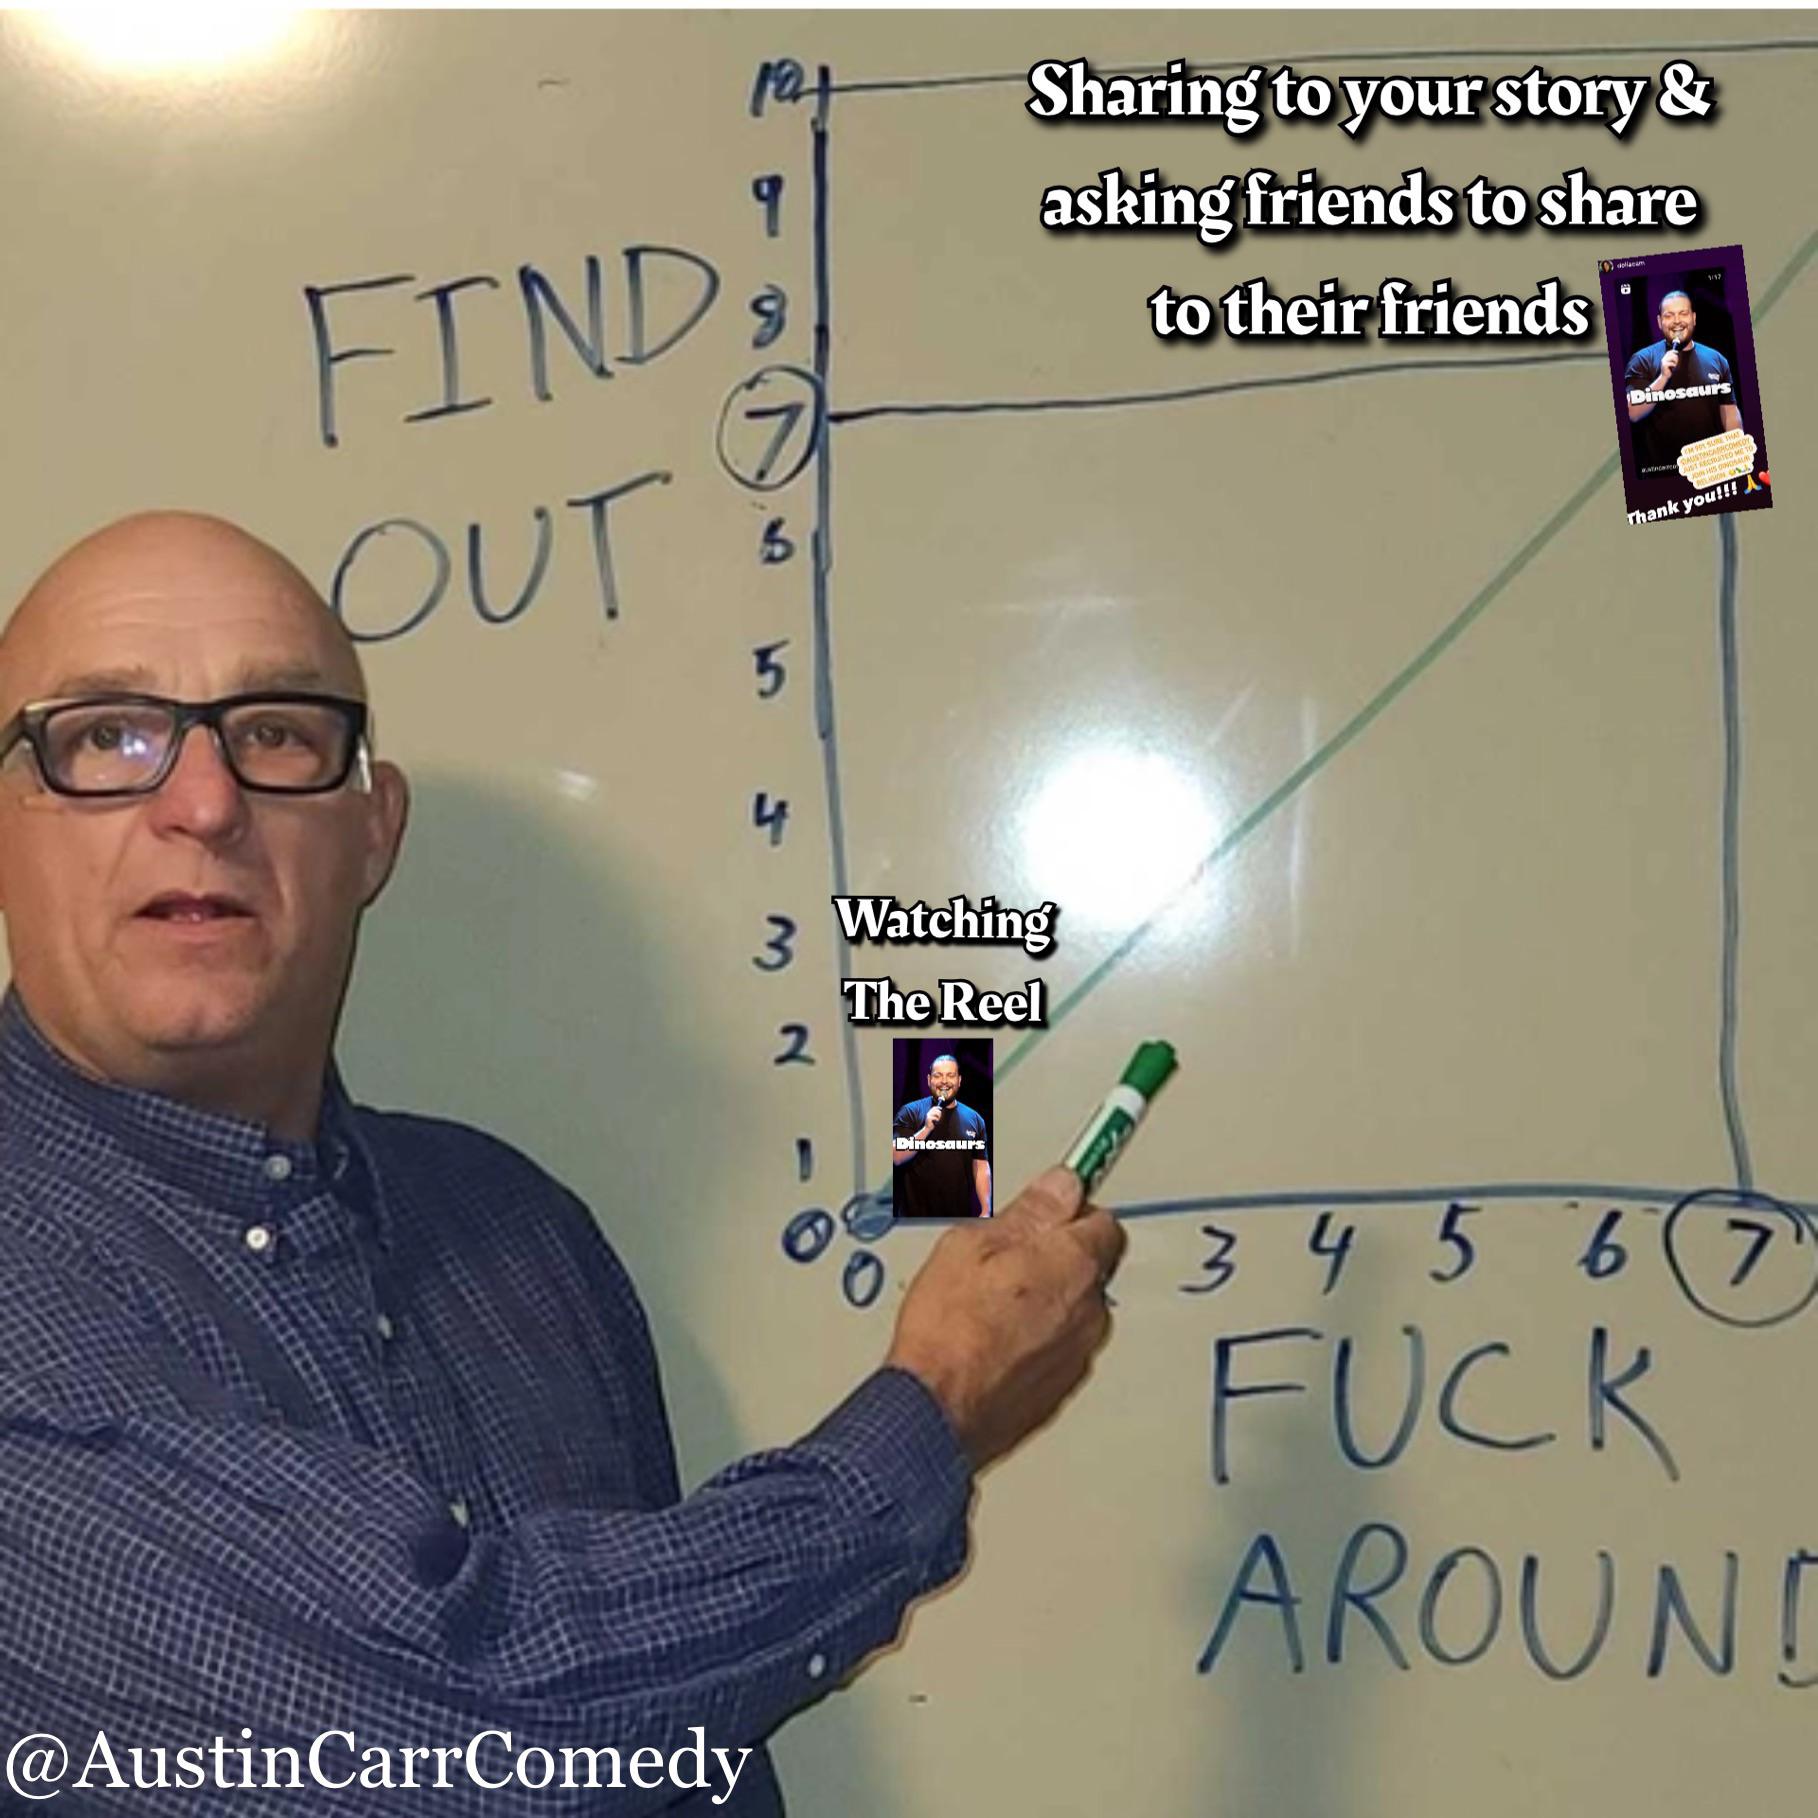 10
Sharing to your story &
9
asking friends to share
FIND
8
to their friends
7
Dinosaurs
Thank you!!!
OUT
6
5
4
3
Watching
The Reel
2
Dinosaurs
1
0
0 3 4 5 6 7
FUCK
AROUND
@AustinCarrComedy